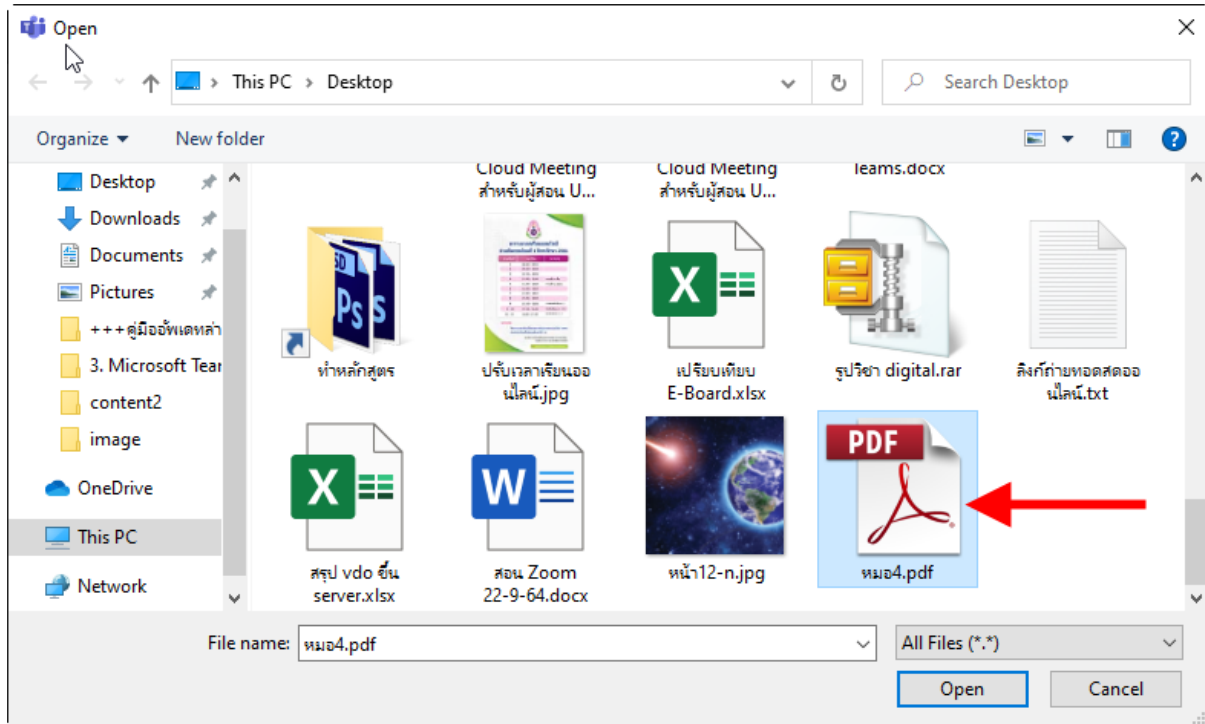 Open
This PC > Desktop
Search Desktop
Organize
New folder
Desktop
Downloads
Documents
Pictures
+++คู่มืออัพเดทล่า
3. Microsoft Tear
content2
image
OneDrive
This PC
Network
Cloud Meeting
สำหรับผู้สอน U...
Cloud Meeting
สำหรับผู้สอน U...
Teams.docx
ทำหลักสูตร
ปรับเวลาเรียนออ
นไลน์.jpg
เปรียบเทียบ
E-Board.xlsx
รูปวิชา digital.rar
ลิงก์ถ่ายทอดสดออ
นไลน์.txt
PDF
สรุป vdo ขึ้น
server.xlsx
สอน Zoom
22-9-64.docx
หน้า12-n.jpg
หมอ4.pdf
File name:
หมอ4.pdf
All Files (*.*)
Open
Cancel